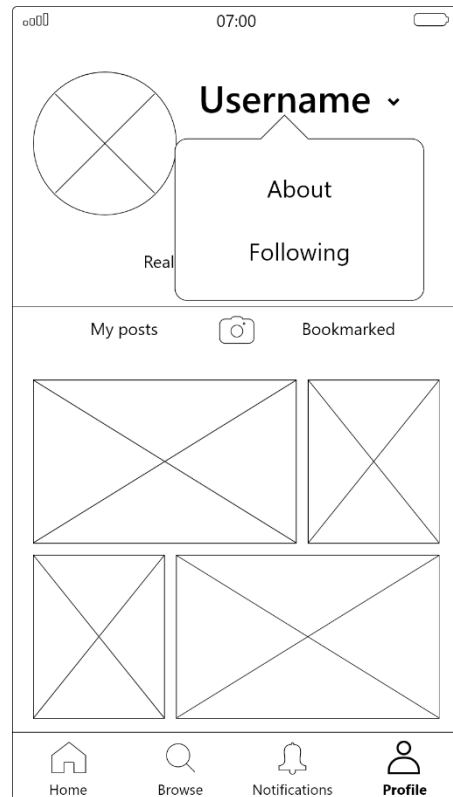 07:00
Username
About
Following
Real
My posts
Bookmarked
Home
Browse
Notifications
Profile